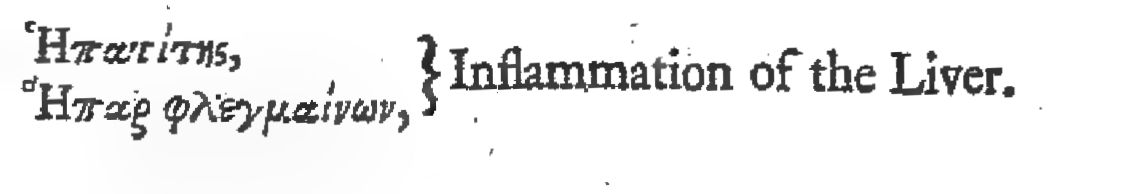 Ἡπατίτης,
Ἧπαρ φλεγμαίνων,
} Inflammation of the Liver.